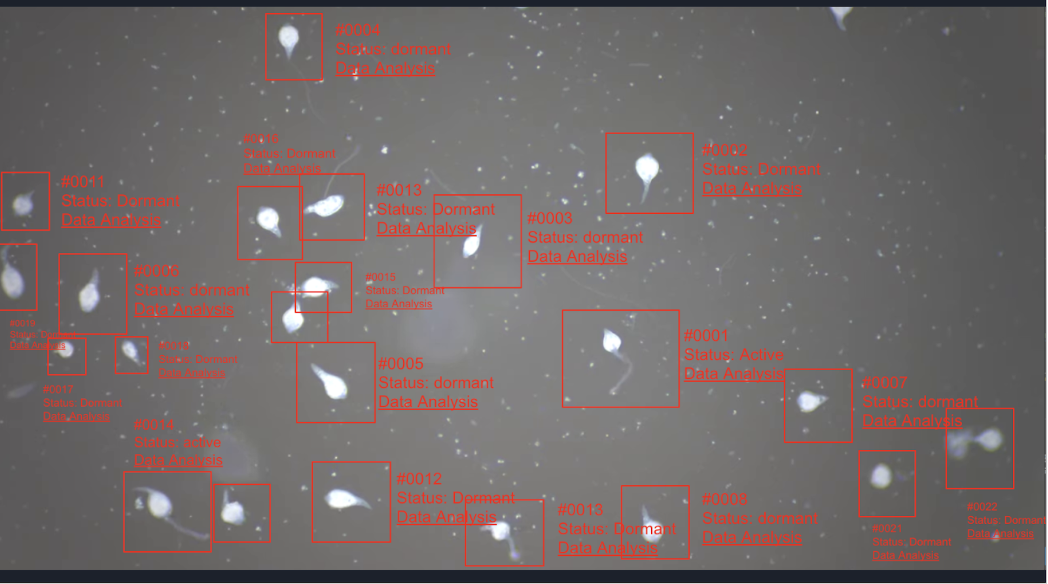 #0004
Status: dormant
Data Analysis
#0016
Status: Dormant
Data Analysis
#0002
Status: Dormant
Data Analysis
#0011
Status: Dormant
Data Analysis
#0013
Status: Dormant
Data Analysis
#0003
Status: dormant
Data Analysis
#0006
Status: dormant
Data Analysis
#0015
Status: Dormant
Data Analysis
Status: Dormant
Data Analysis
#0001
Status: Active
Data Analysis
Status: Dormant
Data Analysis
#0005
Status: dormant
Data Analysis
#0007
Status: dormant
Data Analysis
#0017
Status: Dormant
Data Analysis
#0014
Status: active
Data Analysis
#0012
Status: Dormant
Data Analysis
#0013
Status: Dormant
Data Analysis
#0008
Status: dormant
Data Analysis
#0022
Status: Dormant
Data Analysis
#0021
Status: Dormant
Data Analysis